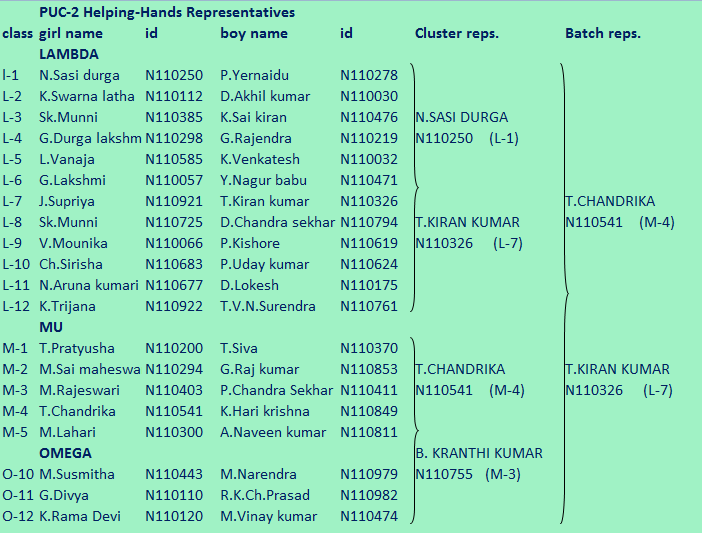 PUC-2 Helping-Hands Representatives
class girl name id boy name id Cluster reps. Batch reps.
LAMBDA
l-1 N.Sasi durga N110250 P.Yernaidu N110278
L-2 K.Swarna latha N110112 D.Akhil kumar N110030
L-3 Sk.Munni N110385 K.Sai kiran N110476 N.SASI DURGA
L-4 G.Durga lakshm N110298 G.Rajendra N110219 N110250 (L-1)
L-5 L.Vanaja N110585 K.Venkatesh N110032
L-6 G.Lakshmi N110057 Y.Nagur babu N110471
L-7 J.Supriya N110921 T.Kiran kumar N110326 T.CHANDRIKA
L-8 Sk.Munni N110725 D.Chandra sekhar N110794 T.KIRAN KUMAR N110541 (M-4)
L-9 V.Mounika N110066 P.Kishore N110619 N110326 (L-7)
L-10 Ch.Sirisha N110683 P.Uday kumar N110624
L-11 N.Aruna kumari N110677 D.Lokesh N110175
L-12 K.Trijana N110922 T.V.N.Surendra N110761
MU
M-1 T.Pratyusha N110200 T.Siva N110370
M-2 M.Sai maheswa N110294 G.Raj kumar N110853 T.CHANDRIKA T.KIRAN KUMAR
M-3 M.Rajeswari N110403 P.Chandra Sekhar N110411 N110541 (M-4) N110326 (L-7)
M-4 T.Chandrika N110541 K.Hari krishna N110849
M-5 M.Lahari N110300 A.Naveen kumar N110811
OMEGA B. KRANTHI KUMAR
O-10 M.Susmitha N110443 M.Narendra N110979 N110755 (M-3)
O-11 G.Divya N110110 R.K.Ch.Prasad N110982
O-12 K.Rama Devi N110120 M.Vinay kumar N110474